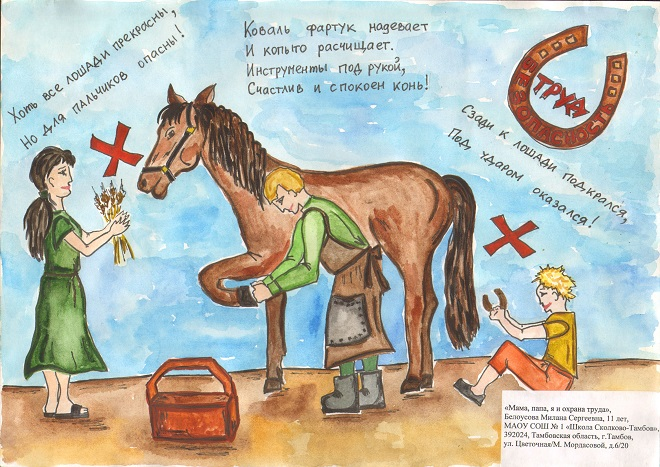 Хоть все лошади прекрасны,
Но для пальчиков опасны!
Коваль фартук надевает
И копыто расчищает.
Инструменты под рукой,
Счастлив и спокоен конь!
БЕЗОПАСНОСТЬ
ТРУДА
Сзади к лошади подкрался,
Под ударом оказался!
«Мама, папа, я и охрана труда»,
Белоусова Милана Сергеевна, 11 лет,
МАОУ СОШ № 1 «Школа Сколково-Тамбов»,
392024, Тамбовская область, г.Тамбов,
ул. Цветочная/М. Мордасовой, д.6/20